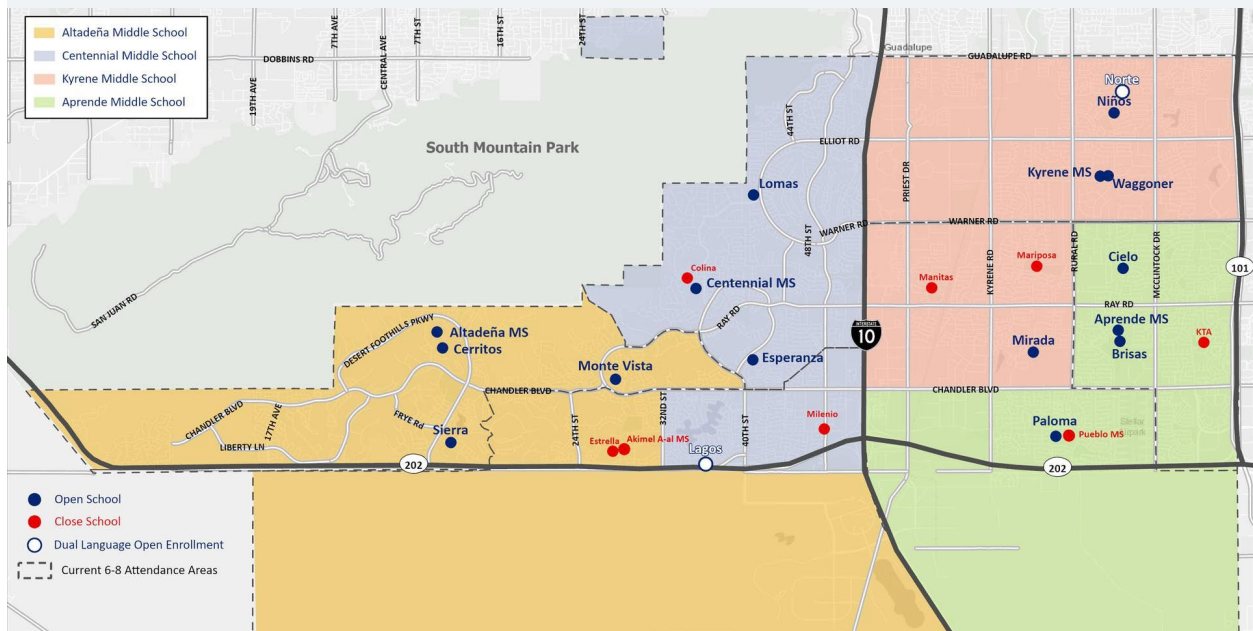 Altadeña Middle School
Centennial Middle School
Kyrene Middle School
Aprende Middle School
DOBBINS RD
19TH AVE
7TH AVE
CENTRAL AVE
7TH ST
16TH ST
24TH ST
South Mountain Park
SAN JUAN RD
Guadalupe
GUADALUPE RD
Norte
Niños
44TH ST
ELLIOT RD
PRIEST DR
Kyrene MS
Waggoner
Lomas
48TH ST
WARNER RD
WARNER RD
KYRENE RD
RURAL RD
MCCLINTOCK DR
101
Colina
Centennial MS
Manitas
Mariposa
Cielo
RAY RD
RAY RD
DESERT FOOTHILLS PKWY
Altadeña MS
Cerritos
Monte Vista
Esperanza
INTERSTATE
10
Mirada
Aprende MS
Brisas
KTA
CHANDLER BLVD
CHANDLER BLVD
CHANDLER BLVD
17TH AVE
LIBERTY LN
FRYE Rd
Sierra
202
24TH ST
Estrella
Akimel A-al MS
32ND ST
Lagos
40TH ST
Milenio
Paloma
Pueblo MS
202
Open School
Close School
Dual Language Open Enrollment
Current 6-8 Attendance Areas